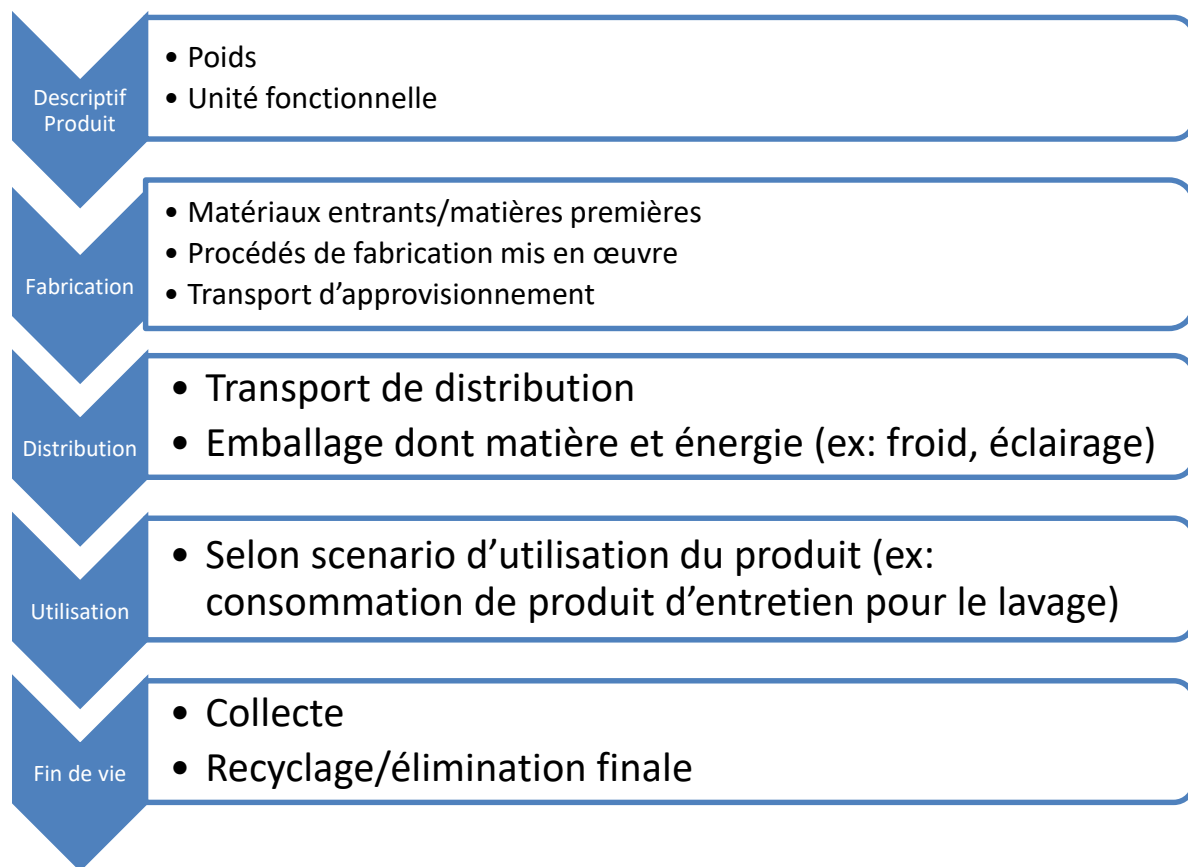 Descriptif
Produit
• Poids
• Unité fonctionnelle
Fabrication
• Matériaux entrants/matières premières
• Procédés de fabrication mis en œuvre
• Transport d’approvisionnement
Distribution
• Transport de distribution
• Emballage dont matière et énergie (ex: froid, éclairage)
Utilisation
• Selon scenario d’utilisation du produit (ex:
consommation de produit d’entretien pour le lavage)
Fin de vie
• Collecte
• Recyclage/élimination finale